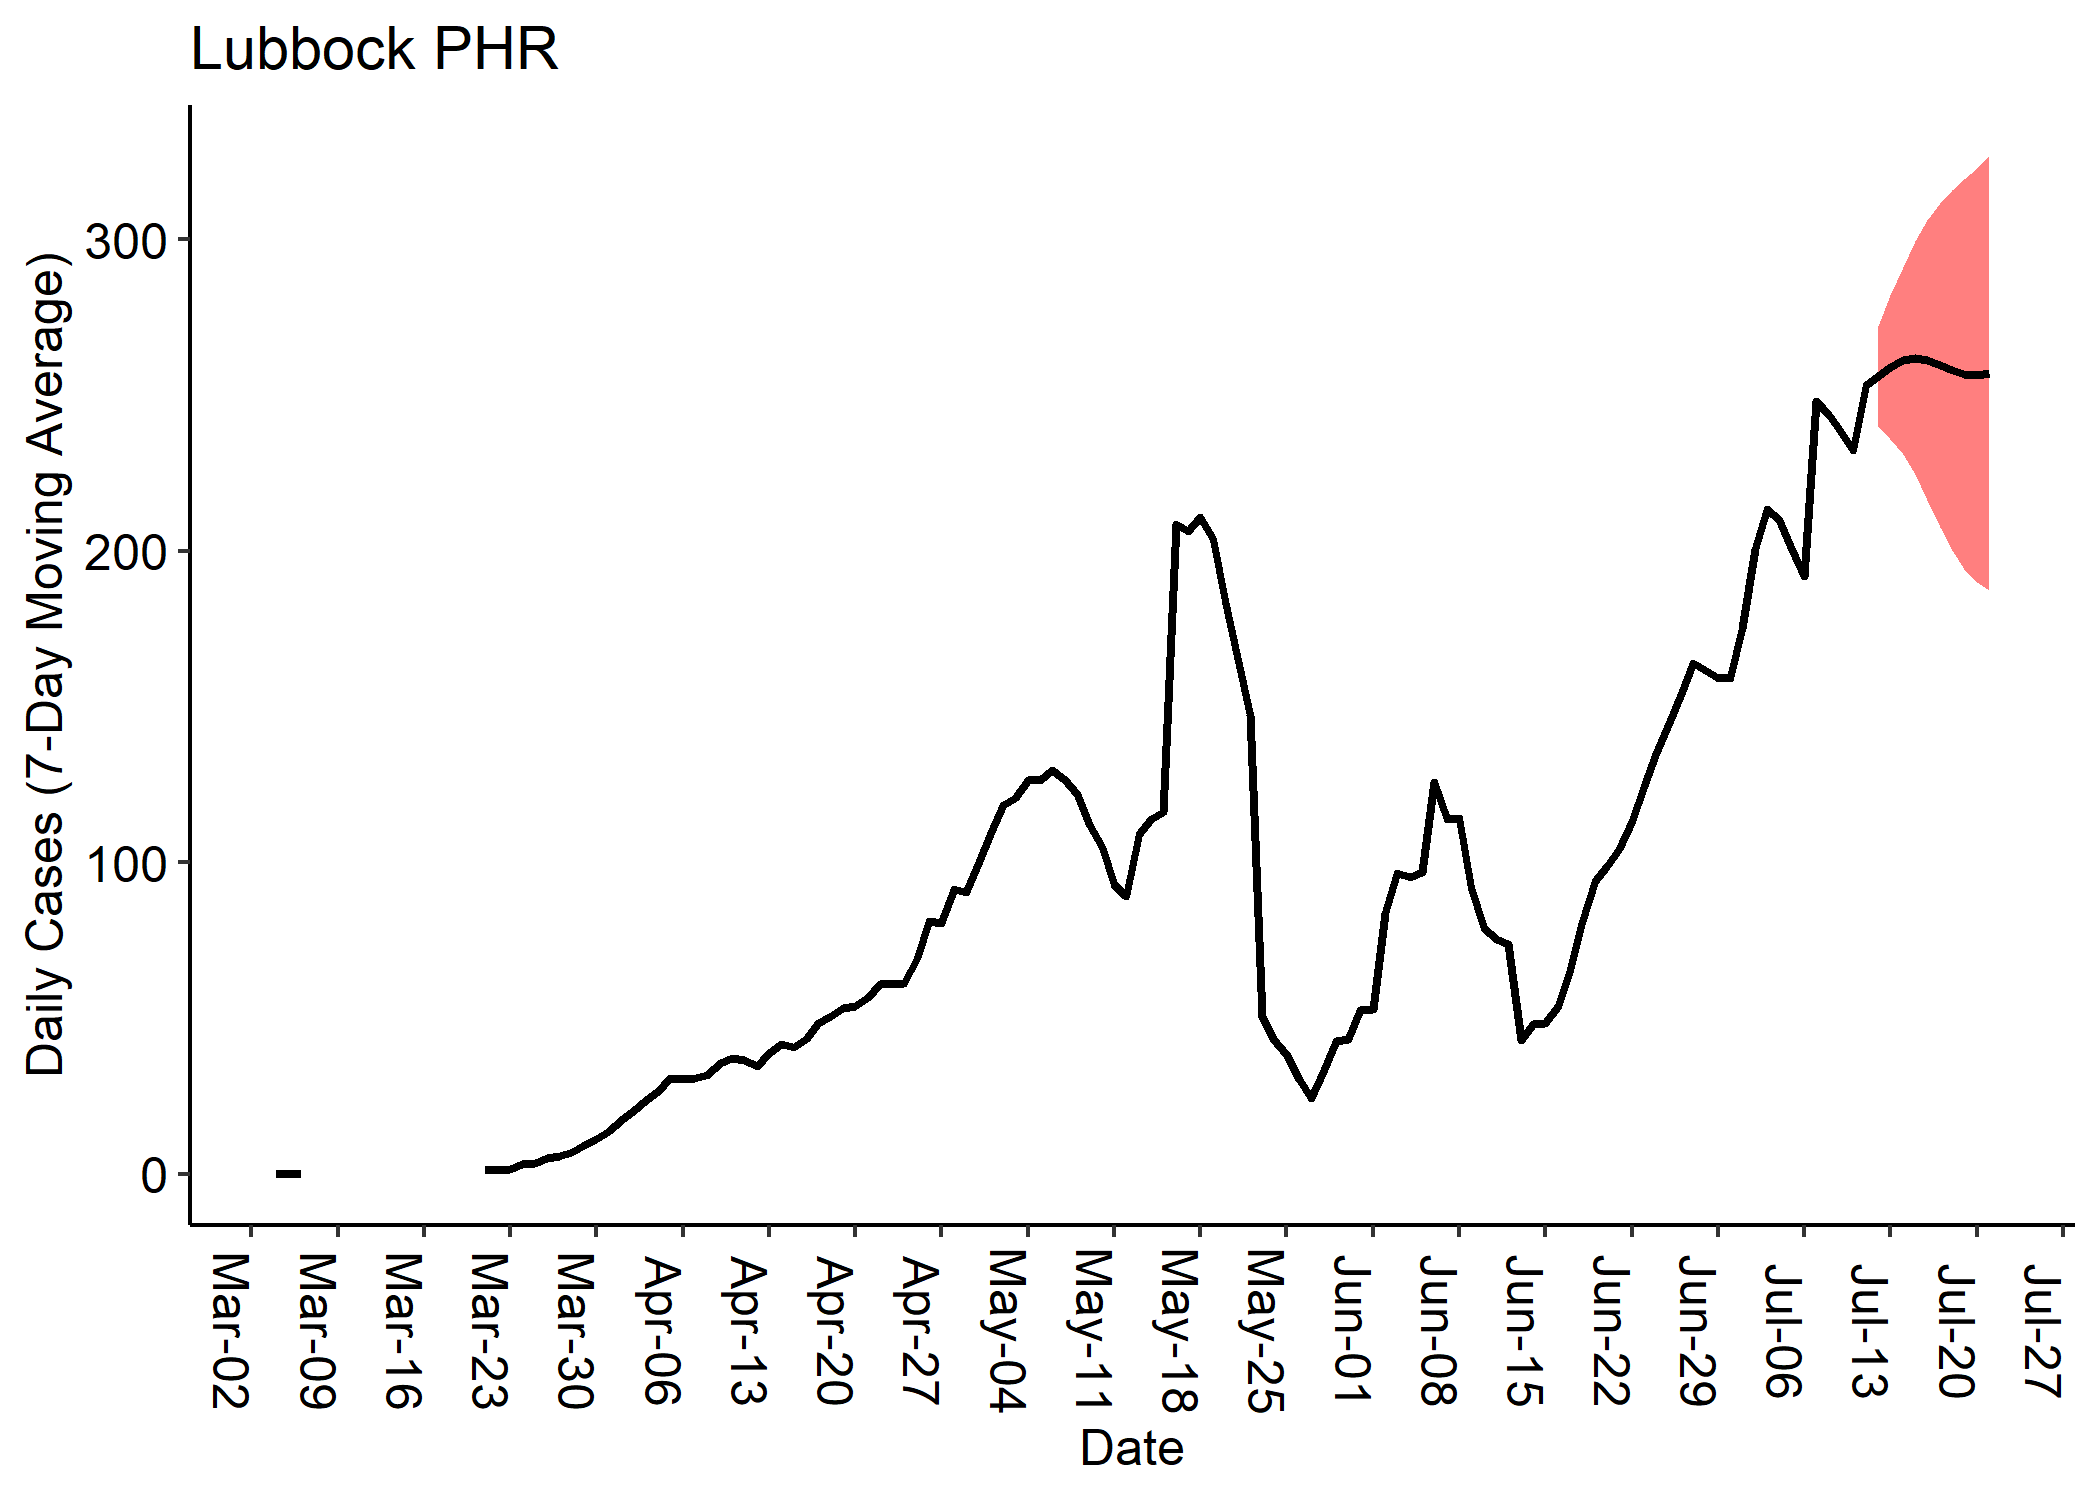 Lubbock PHR
Daily Cases (7-Day Moving Average)
300
200
100
0
Mar-02
Mar-09
Mar-16
Mar-23
Mar-30
Apr-06
Apr-13
Apr-20
Apr-27
May-04
May-11
May-18
May-25
Jun-01
Jun-08
Jun-15
Jun-22
Jun-29
Jul-06
Jul-13
Jul-20
Jul-27
Date